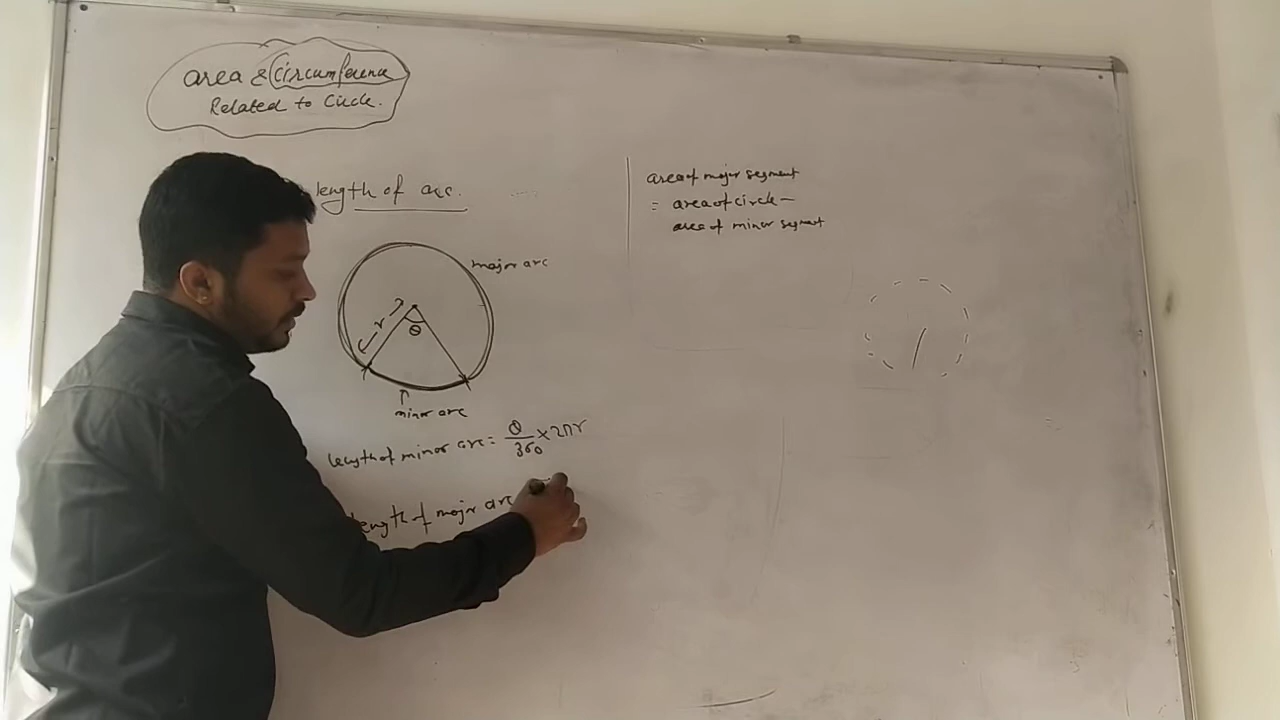 area & circumference
Related to Circle.
length of arc.
major arc
r
θ
minor arc
length of minor arc = θ/360 × 2πr
length of major arc
area of major segment
= area of circle -
area of minor segment